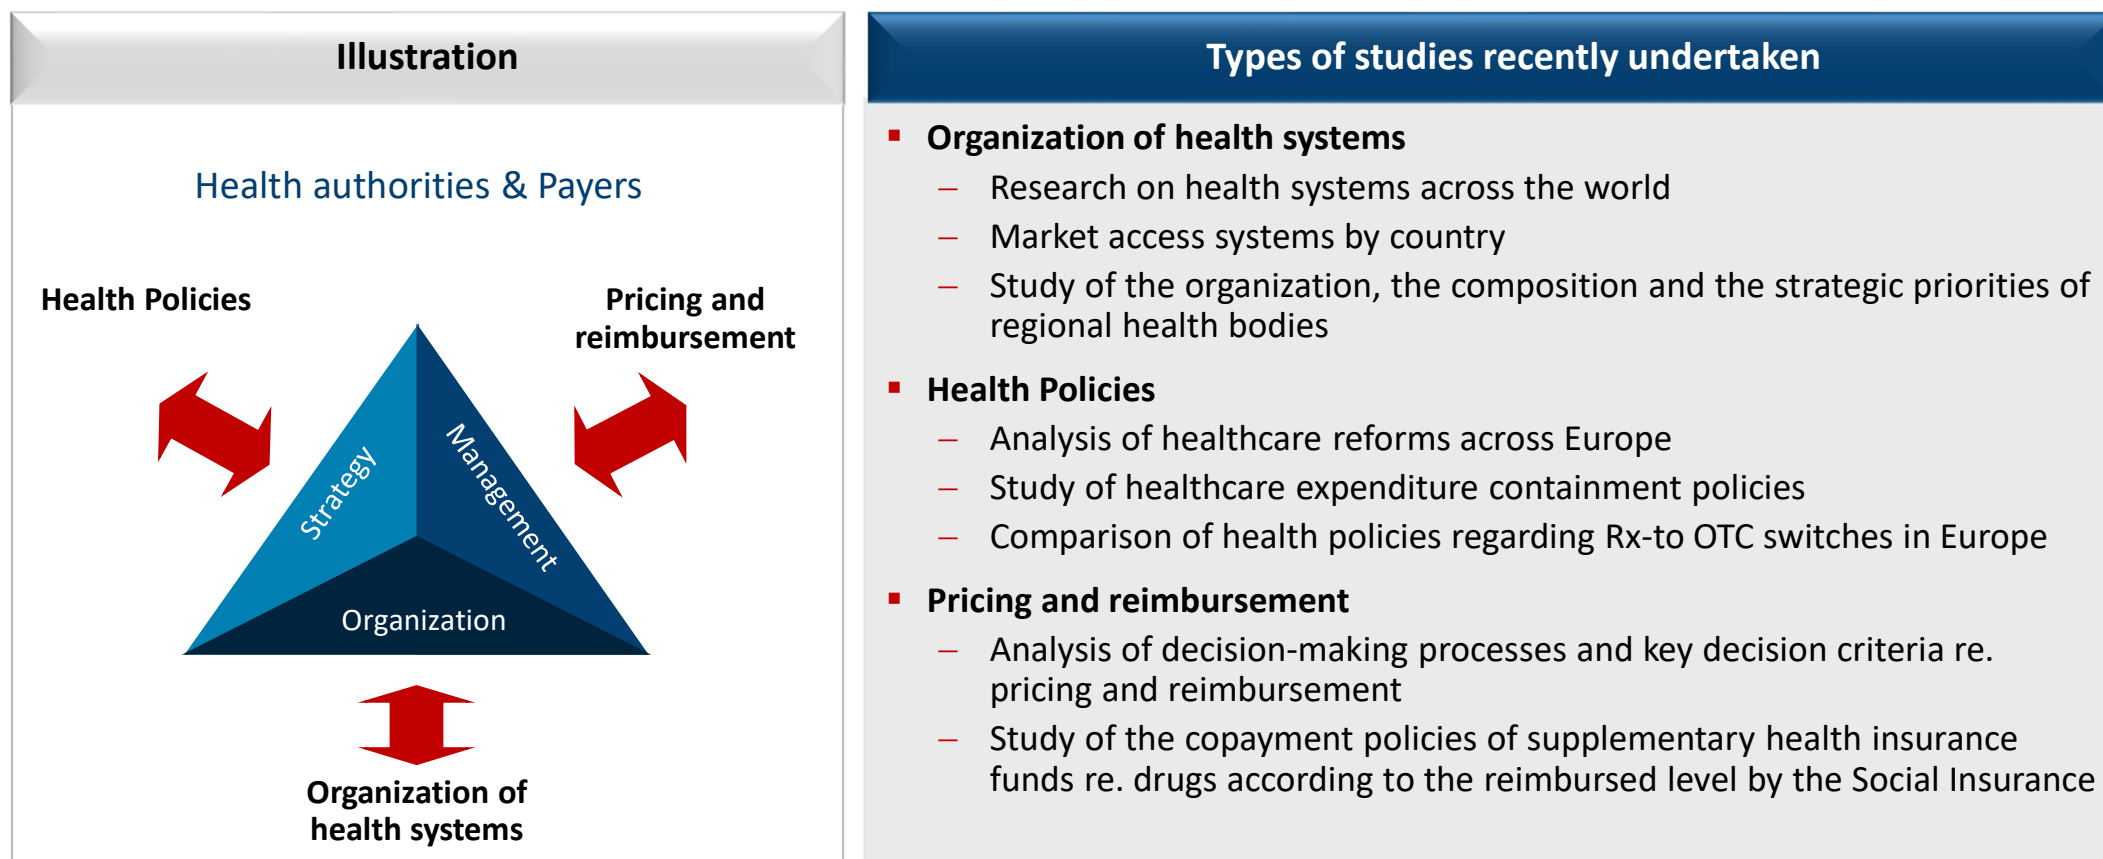 Illustration
Health authorities & Payers
Health Policies
Pricing and
reimbursement
Strategy
Management
Organization
Organization of
health systems
Types of studies recently undertaken
▪ Organization of health systems
– Research on health systems across the world
– Market access systems by country
– Study of the organization, the composition and the strategic priorities of
regional health bodies
▪ Health Policies
– Analysis of healthcare reforms across Europe
– Study of healthcare expenditure containment policies
– Comparison of health policies regarding Rx-to OTC switches in Europe
▪ Pricing and reimbursement
– Analysis of decision-making processes and key decision criteria re.
pricing and reimbursement
– Study of the copayment policies of supplementary health insurance
funds re. drugs according to the reimbursed level by the Social Insurance